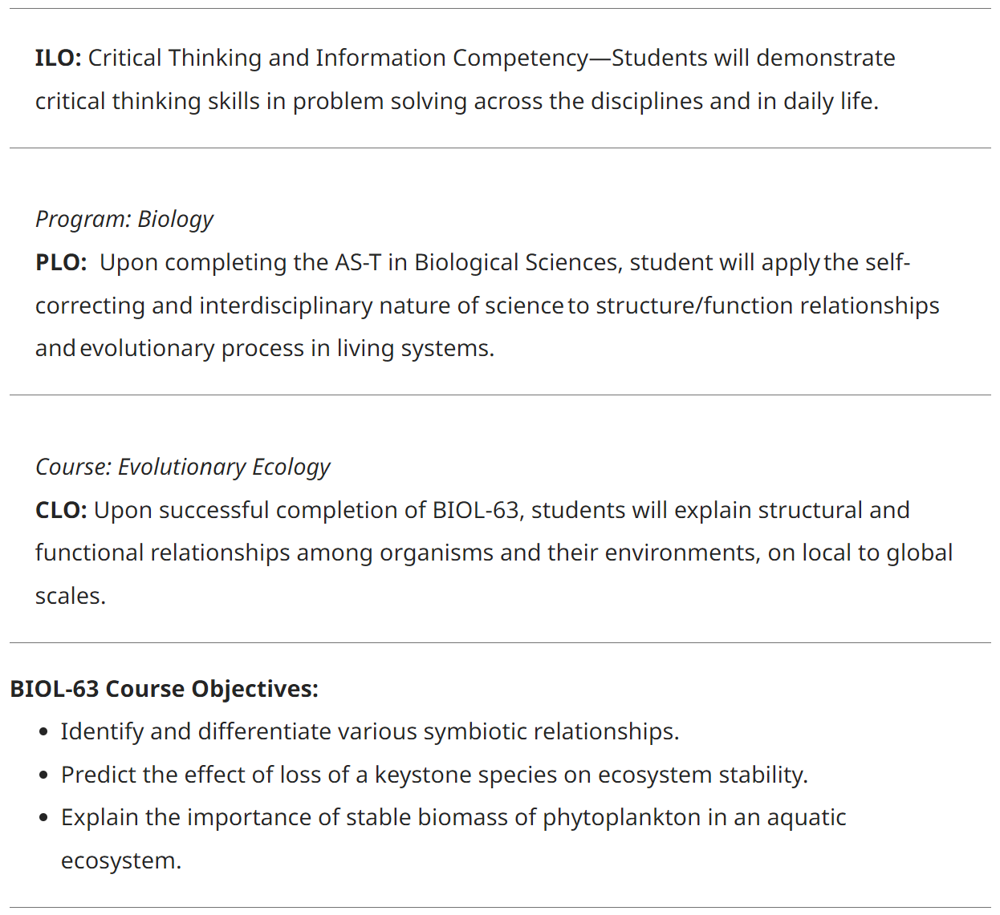 ILO: Critical Thinking and Information Competency—Students will demonstrate
critical thinking skills in problem solving across the disciplines and in daily life.
Program: Biology
PLO:  Upon completing the AS-T in Biological Sciences, student will apply the self-
correcting and interdisciplinary nature of science to structure/function relationships
and evolutionary process in living systems.
Course: Evolutionary Ecology
CLO: Upon successful completion of BIOL-63, students will explain structural and
functional relationships among organisms and their environments, on local to global
scales.
BIOL-63 Course Objectives:
• Identify and differentiate various symbiotic relationships.
• Predict the effect of loss of a keystone species on ecosystem stability.
• Explain the importance of stable biomass of phytoplankton in an aquatic
ecosystem.